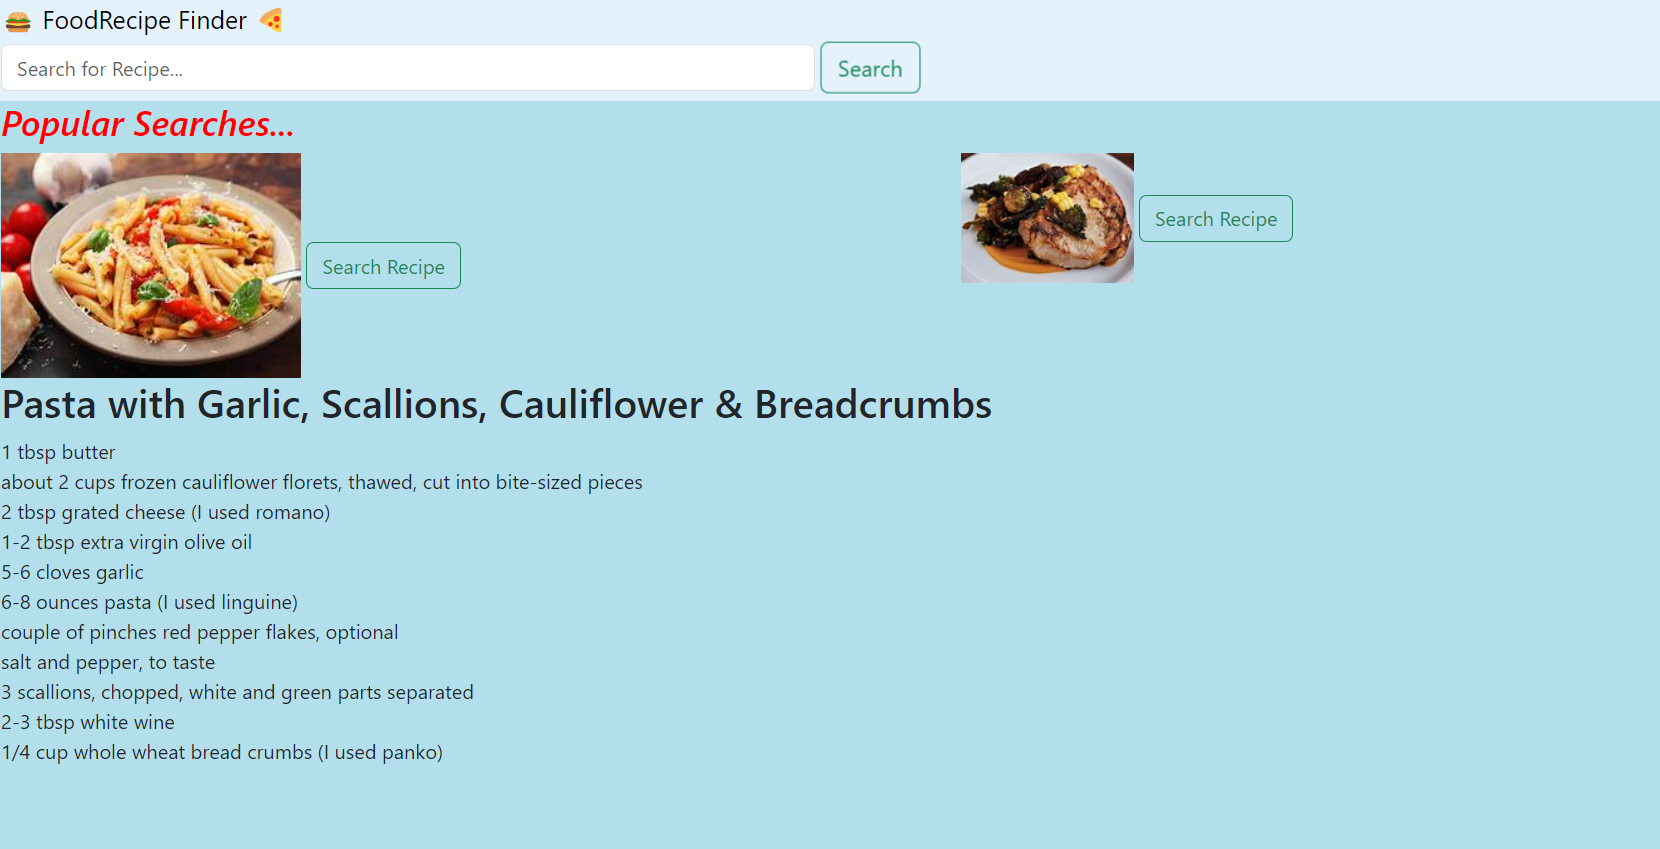 🍔 FoodRecipe Finder 🍕
Search for Recipe...
Search
Popular Searches...
Search Recipe
Search Recipe
Pasta with Garlic, Scallions, Cauliflower & Breadcrumbs
1 tbsp butter
about 2 cups frozen cauliflower florets, thawed, cut into bite-sized pieces
2 tbsp grated cheese (I used romano)
1-2 tbsp extra virgin olive oil
5-6 cloves garlic
6-8 ounces pasta (I used linguine)
couple of pinches red pepper flakes, optional
salt and pepper, to taste
3 scallions, chopped, white and green parts separated
2-3 tbsp white wine
1/4 cup whole wheat bread crumbs (I used panko)